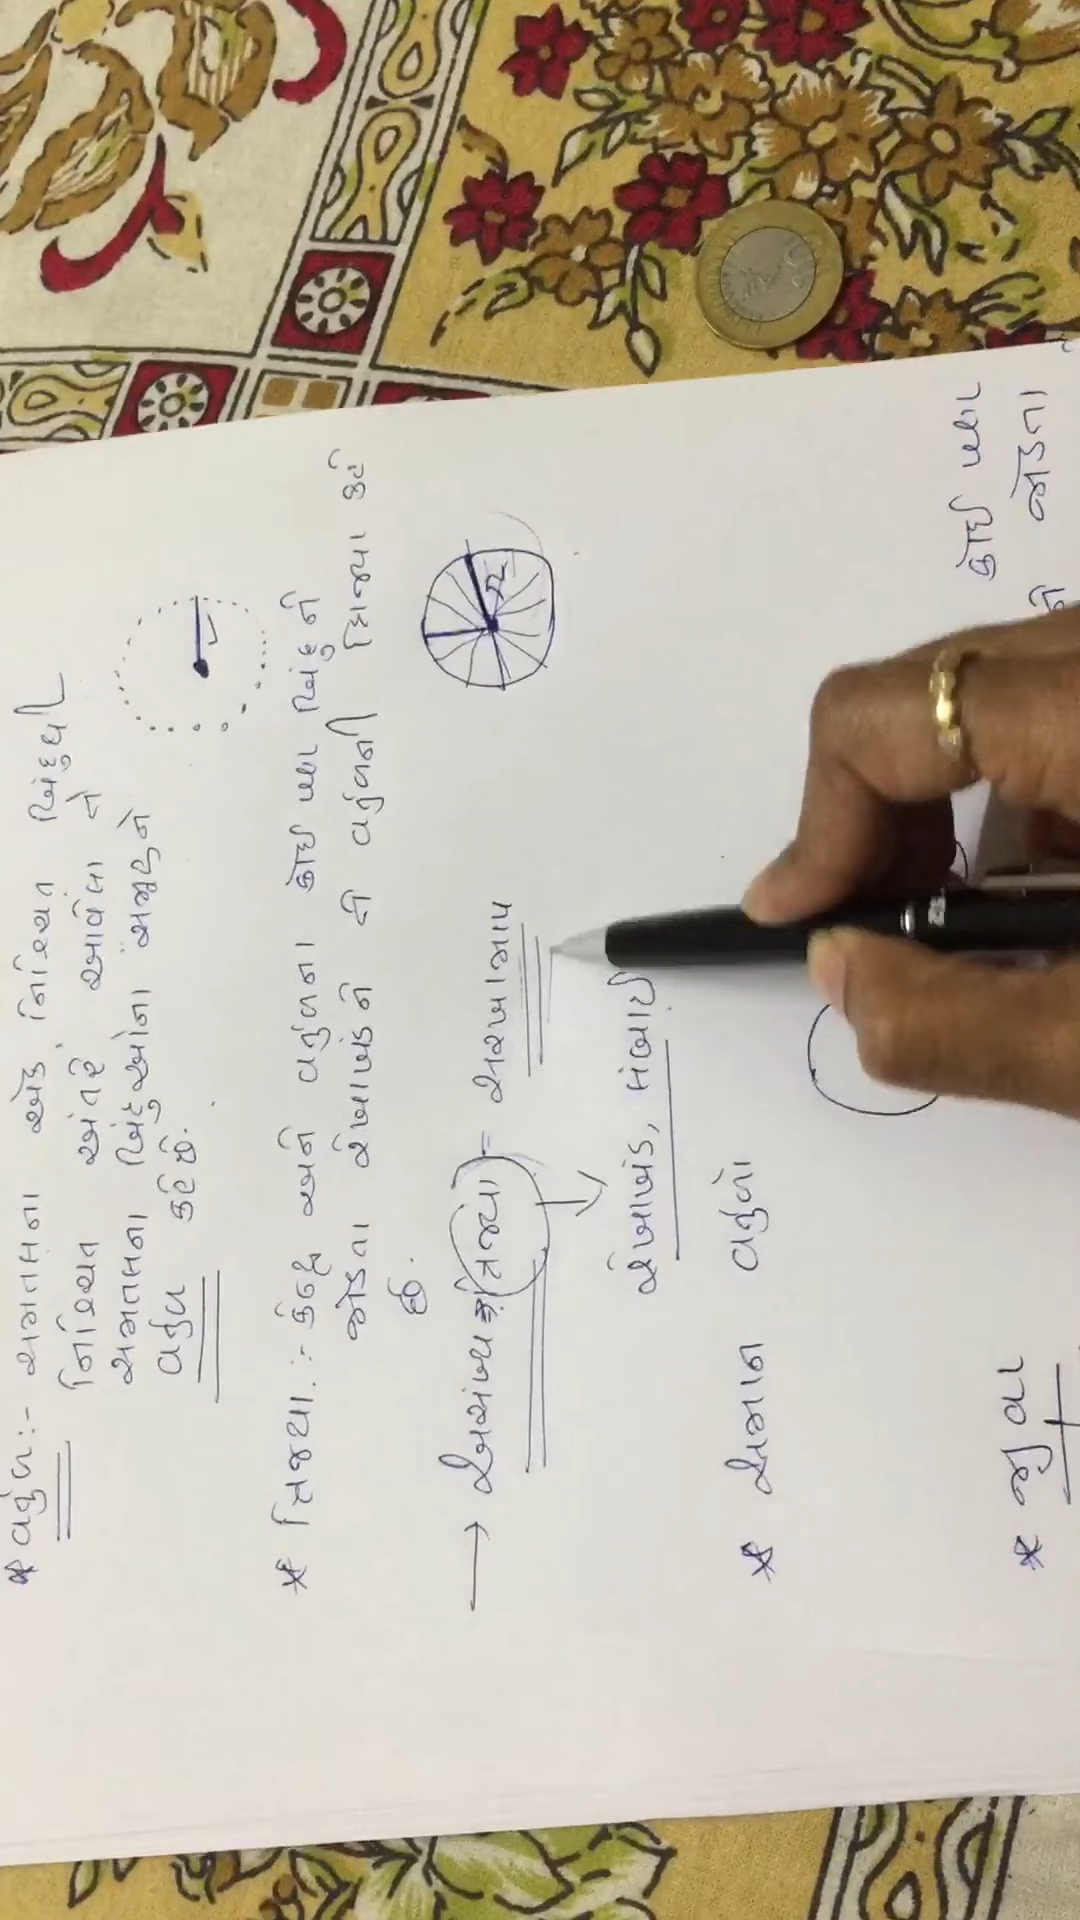 * વર્તુળ :- સમતલના એક નિશ્ચિત બિંદુથી
નિશ્ચિત અંતરે આવેલા તે
સમતલના બિંદુઓના સમૂહને
વર્તુળ કહે છે.
* ત્રિજ્યા :- કેન્દ્ર અને વર્તુળના કોઈ પણ બિંદુને
જોડતા રેખાખંડને તે વર્તુળની ત્રિજ્યા કહે
છે.
→ અસંખ્ય ત્રિજ્યા = સરખામાપ
રેખાખંડ, લંબાઈ
* સમાન વર્તુળો
* જીવા
કોઈ પણ
જોડતા